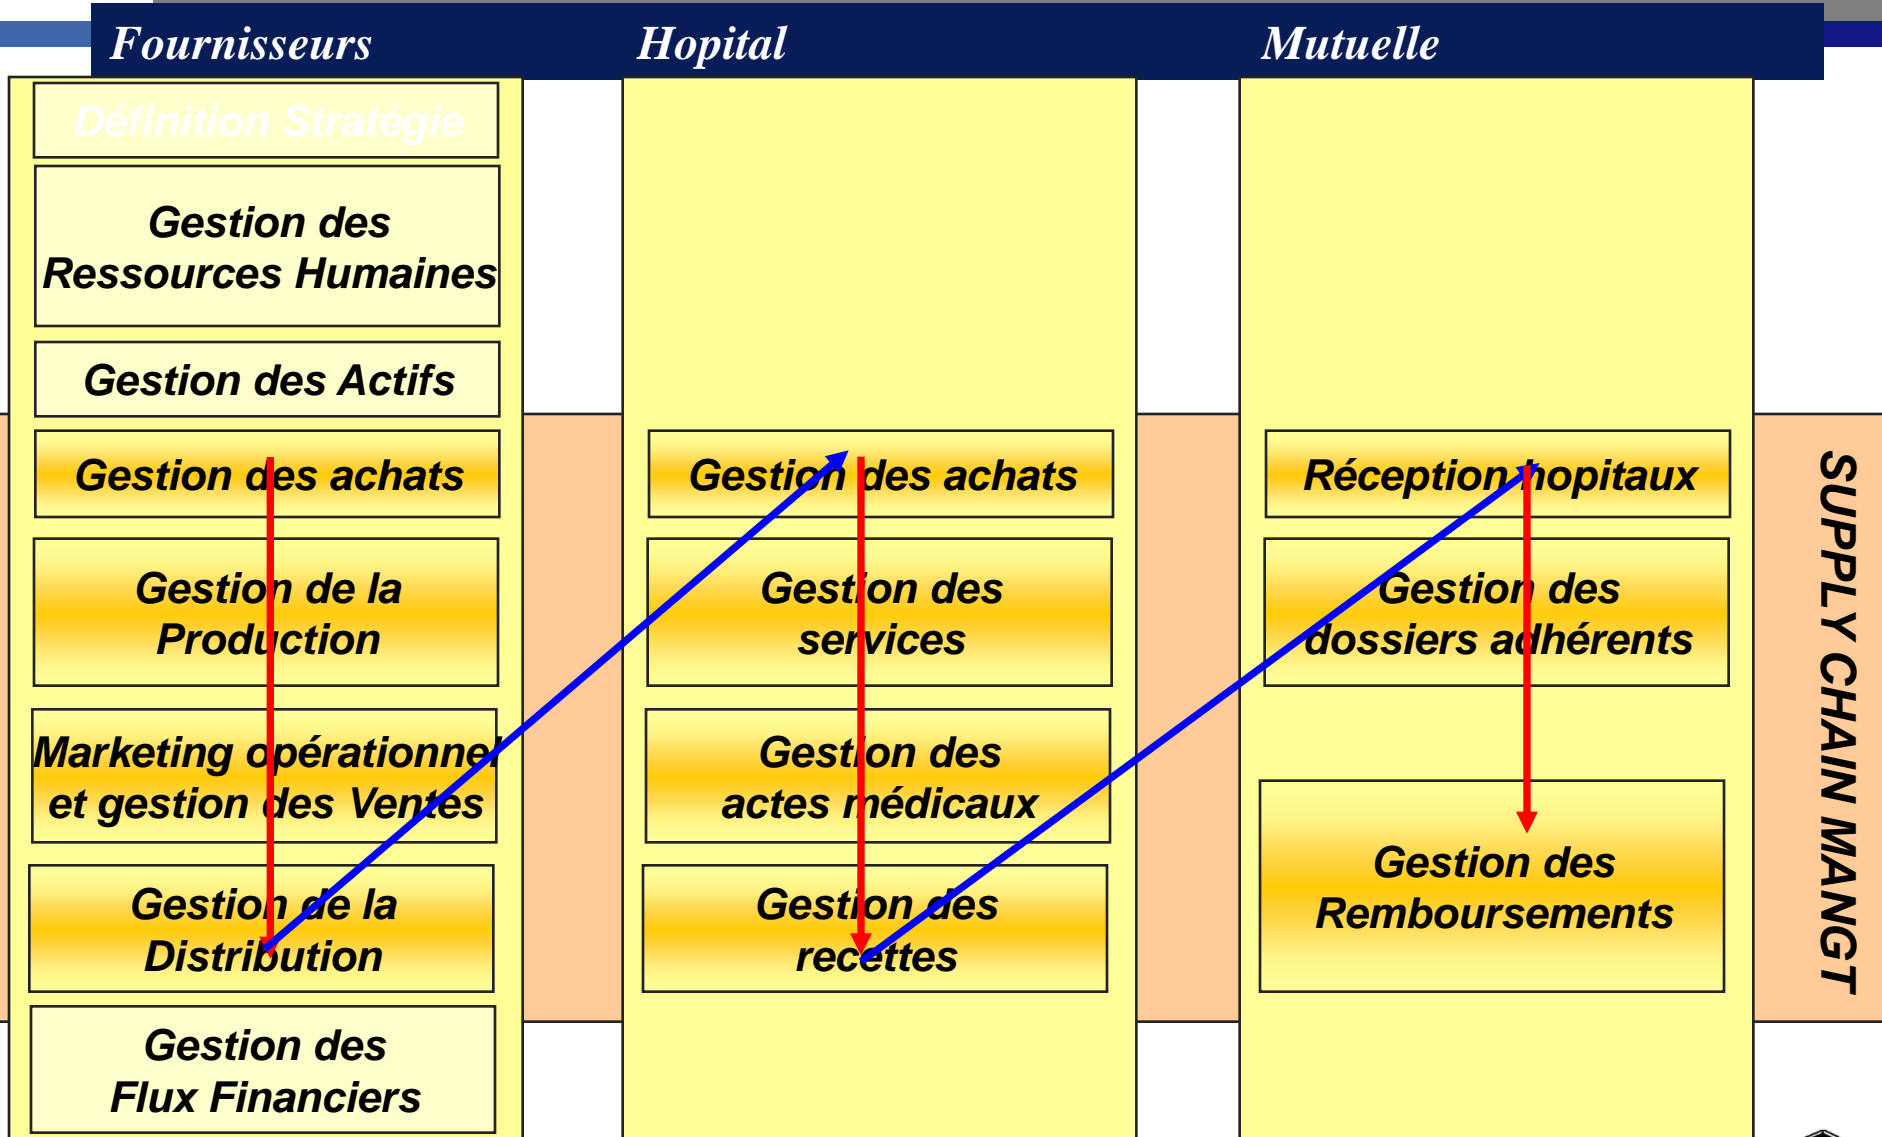 Fournisseurs
Hopital
Mutuelle
Définition Stratégie
Gestion des
Ressources Humaines
Gestion des Actifs
Gestion des achats
Gestion de la
Production
Marketing opérationnel
et gestion des Ventes
Gestion de la
Distribution
Gestion des
Flux Financiers
Gestion des achats
Gestion des
services
Gestion des
actes médicaux
Gestion des
recettes
Réception hopitaux
Gestion des
dossiers adhérents
Gestion des
Remboursements
SUPPLY CHAIN MANGT